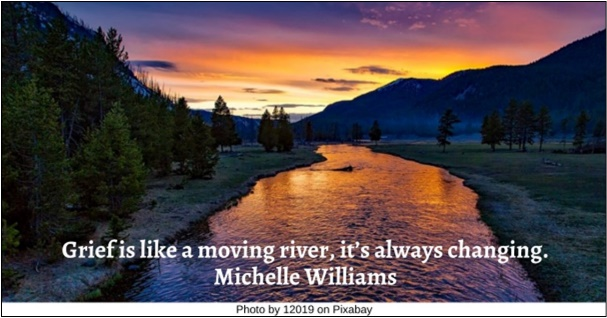 Grief is like a moving river, it’s always changing.
Michelle Williams
Photo by 12019 on Pixabay